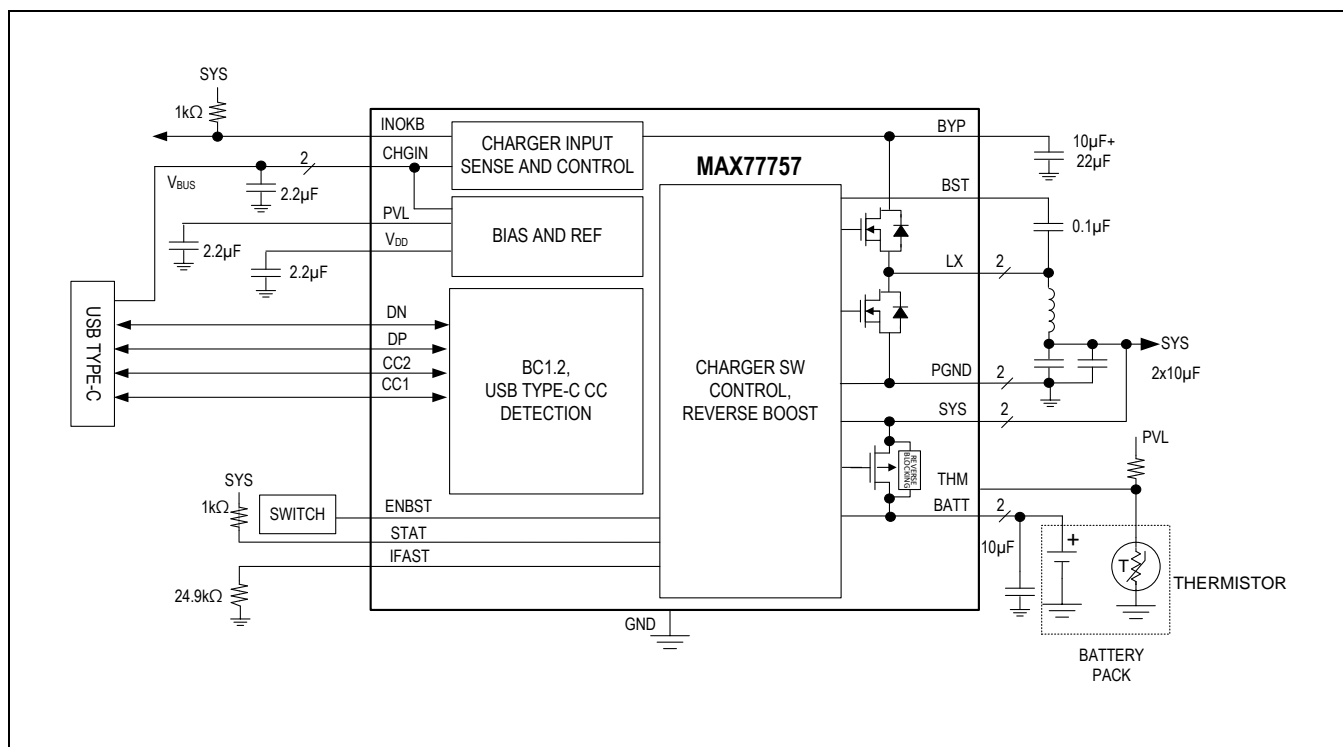 SYS
1kΩ
INOKB
CHGIN
2
VBUS
2.2µF
PVL
2.2µF
VDD
2.2µF
USB TYPE-C
DN
DP
CC2
CC1
SYS
1kΩ
SWITCH
ENBST
STAT
IFAST
24.9kΩ
GND
CHARGER INPUT
SENSE AND CONTROL
BIAS AND REF
BC1.2,
USB TYPE-C CC
DETECTION
MAX77757
CHARGER SW
CONTROL,
REVERSE BOOST
REVERSE
BLOCKING
BYP
10µF+
22µF
BST
0.1µF
LX
2
SYS
2x10µF
PGND
2
SYS
2
PVL
THM
BATT
2
10µF
+
T
THERMISTOR
BATTERY
PACK